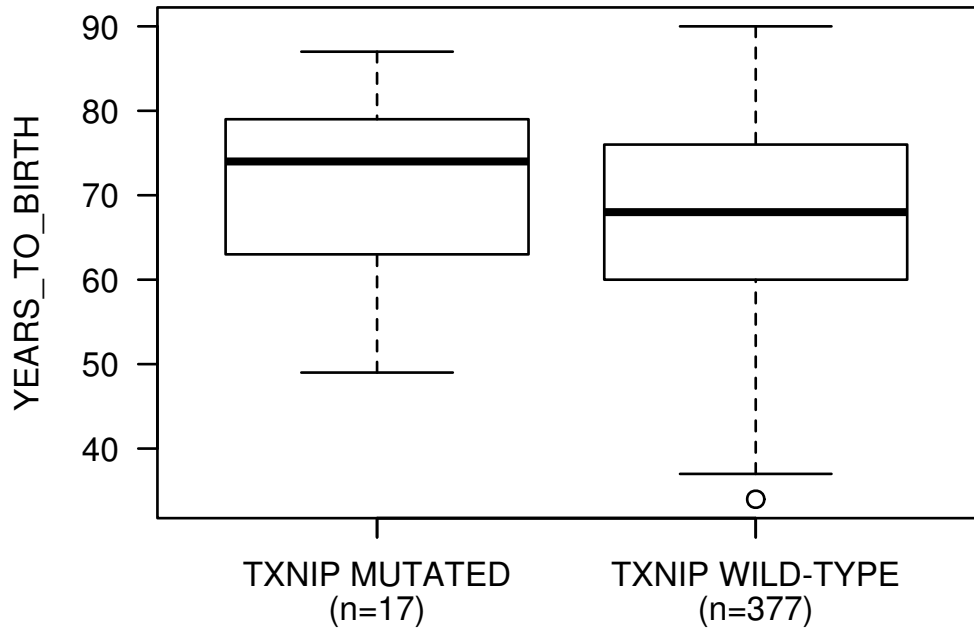 YEARS_TO_BIRTH
90
80
70
60
50
40
TXNIP MUTATED
(n=17)
TXNIP WILD-TYPE
(n=377)